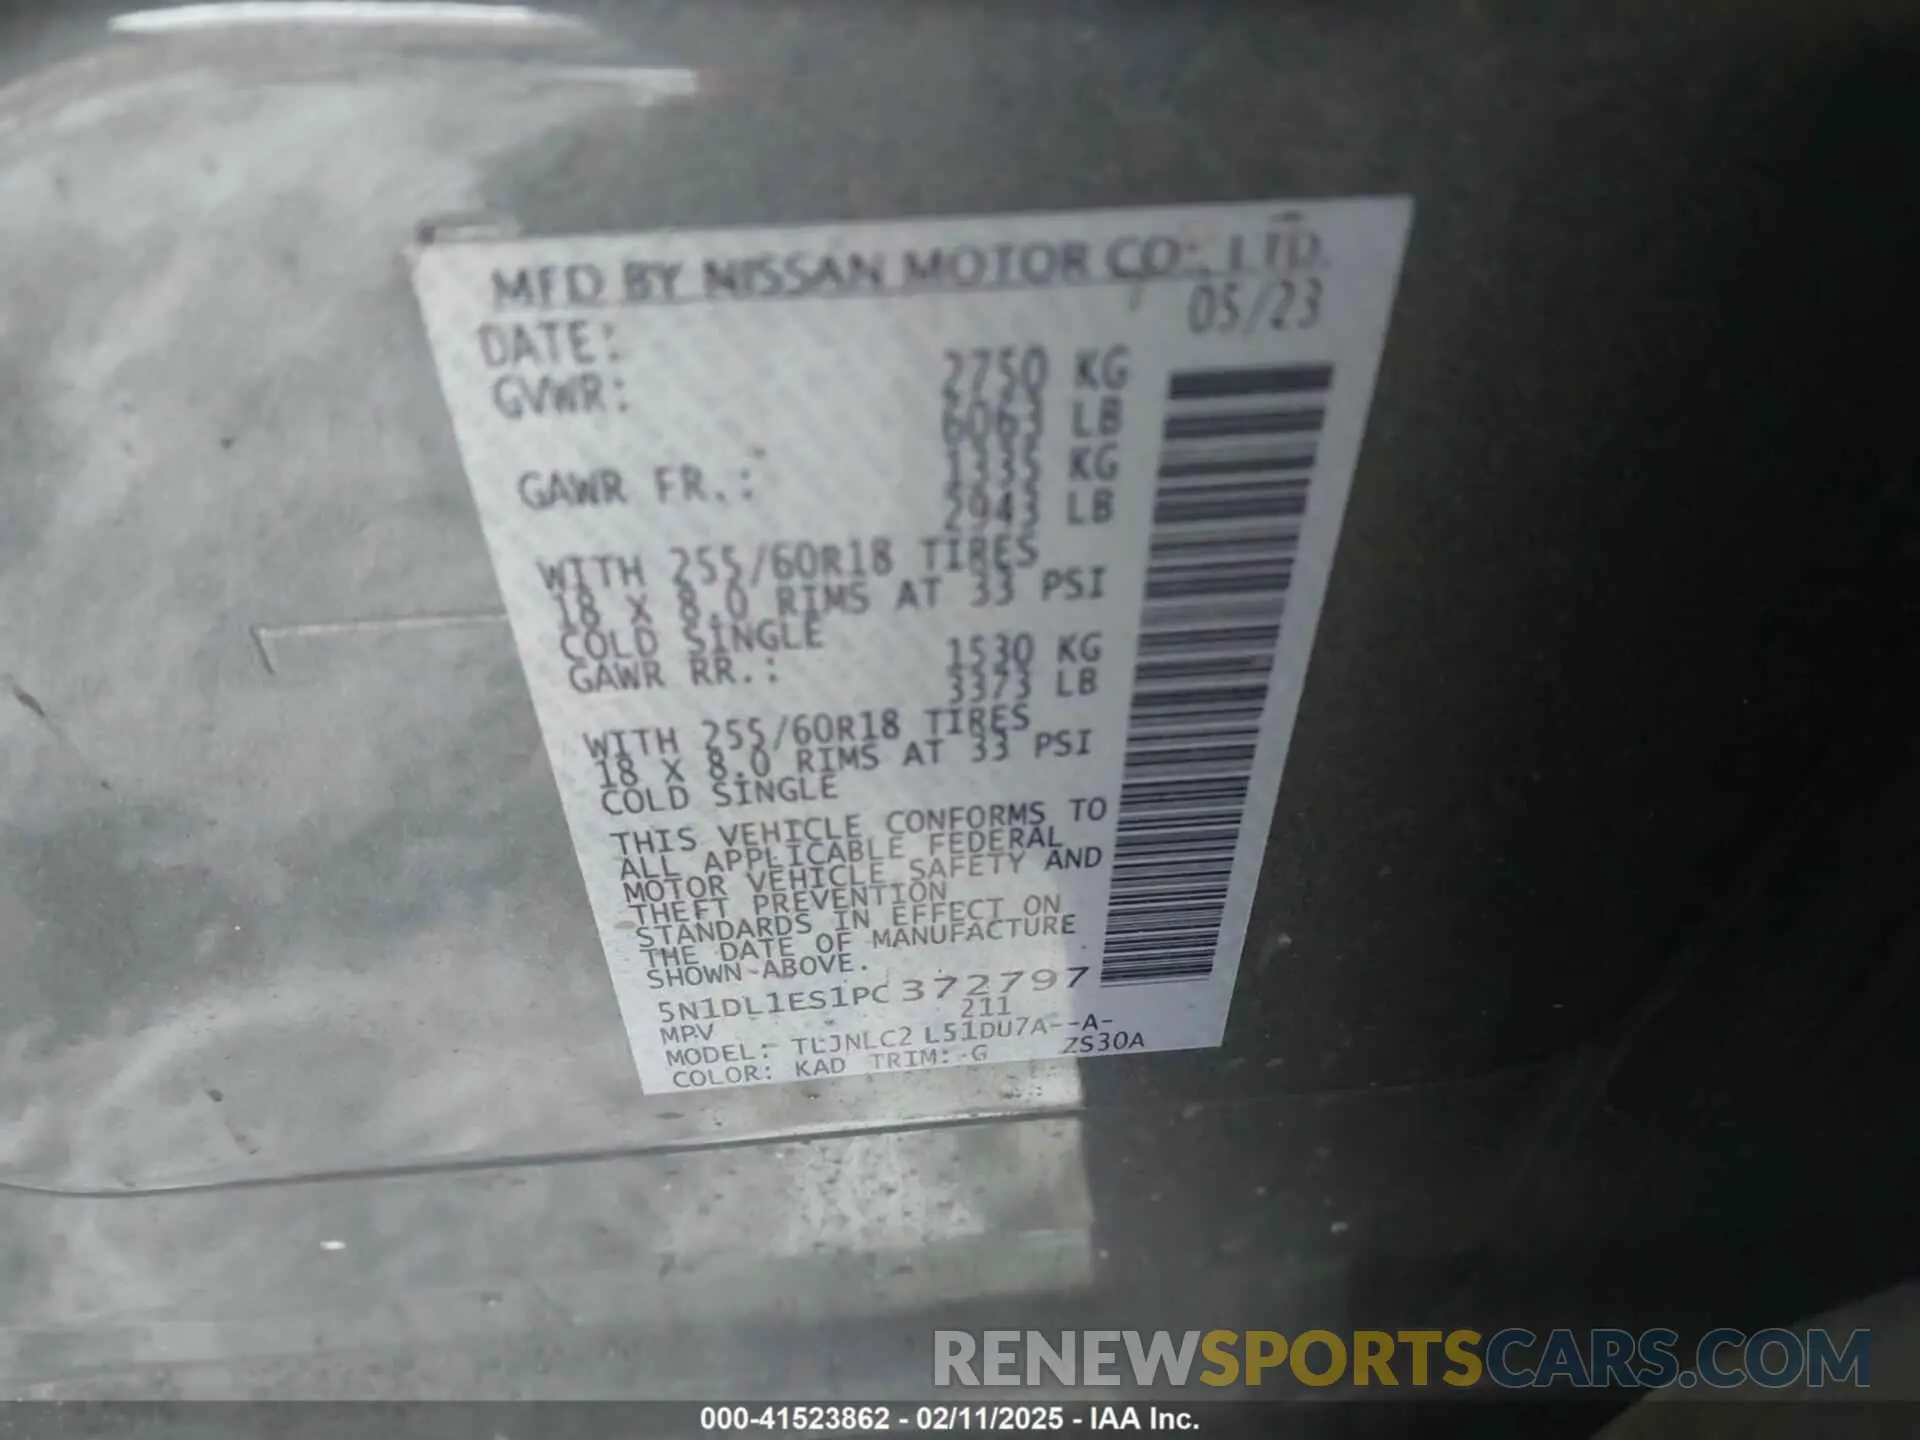 MFD BY NISSAN MOTOR CO., LTD.
DATE: 05/23
GVWR: 2750 KG
6063 LB
GAWR FR.: 1335 KG
2943 LB
WITH 255/60R18 TIRES
18 X 8.0 RIMS AT 33 PSI
COLD SINGLE
GAWR RR.: 1530 KG
3373 LB
WITH 255/60R18 TIRES
18 X 8.0 RIMS AT 33 PSI
COLD SINGLE
THIS VEHICLE CONFORMS TO
ALL APPLICABLE FEDERAL
MOTOR VEHICLE SAFETY AND
THEFT PREVENTION
STANDARDS IN EFFECT ON
THE DATE OF MANUFACTURE
SHOWN ABOVE.
5N1DL1ES1PC372797
MPV 211
MODEL: TLJNLC2 L51DU7A--A-
COLOR: KAD TRIM: G ZS30A
RENEWSPORTSCARS.COM
000-41523862 - 02/11/2025 - IAA Inc.